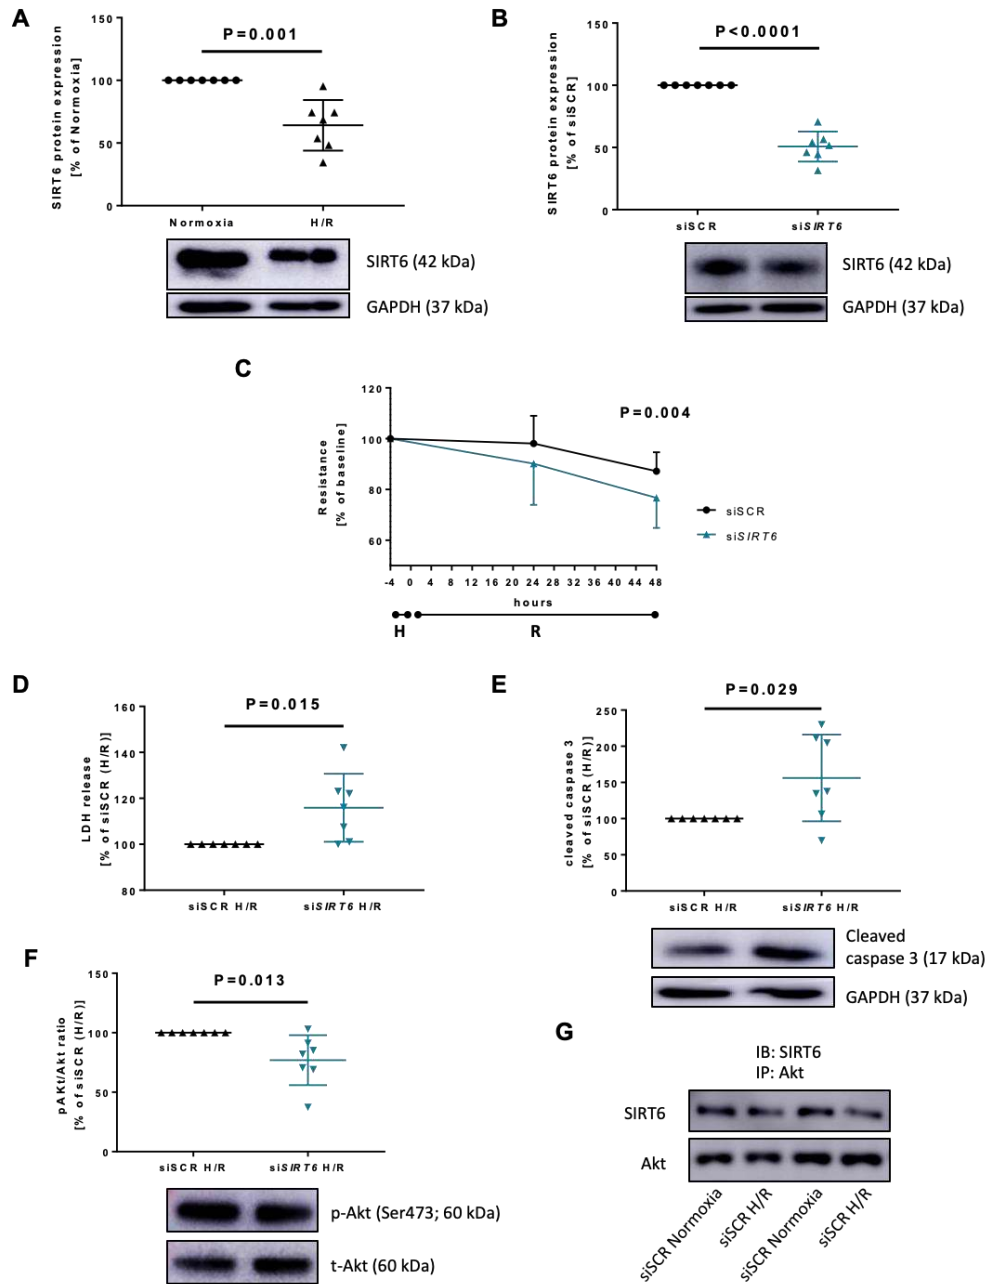 A
SIRT6 protein expression
[% of Normoxia]
150
100
50
0
P=0.001
Normoxia
H/R
SIRT6 (42 kDa)
GAPDH (37 kDa)
B
SIRT6 protein expression
[% of siSCR]
150
100
50
0
P<0.0001
siSCR
siSIRT6
SIRT6 (42 kDa)
GAPDH (37 kDa)
C
Resistance
[% of baseline]
120
100
80
60
P=0.004
siSCR
siSIRT6
-4 0 4 8 12 16 20 24 28 32 36 40 44 48
hours
H R
D
LDH release
[% of siSCR (H/R)]
160
140
120
100
80
P=0.015
siSCR H/R
siSIRT6 H/R
E
cleaved caspase 3
[% of siSCR (H/R)]
250
200
150
100
50
0
P=0.029
siSCR H/R
siSIRT6 H/R
Cleaved
caspase 3 (17 kDa)
GAPDH (37 kDa)
F
pAKt/Akt ratio
[% of siSCR (H/R)]
150
100
50
0
P=0.013
siSCR H/R
siSIRT6 H/R
p-Akt (Ser473; 60 kDa)
t-Akt (60 kDa)
G
IB: SIRT6
IP: Akt
SIRT6
Akt
siSCR Normoxia
siSCR H/R
siSCR Normoxia
siSCR H/R